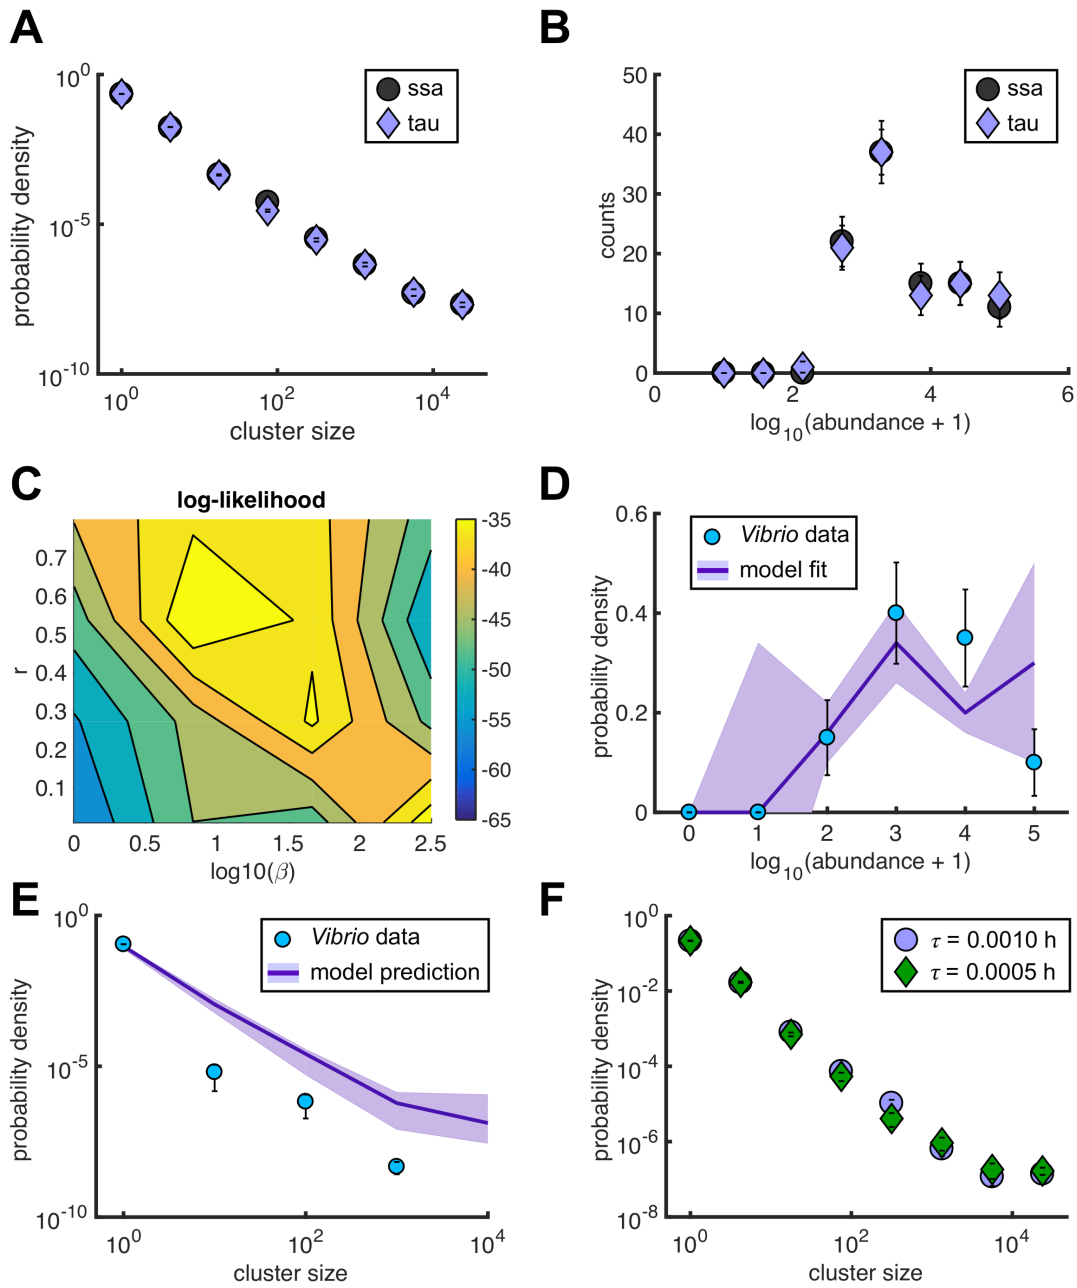 A
10^0
10^-5
10^-10
probability density
ssa
tau
10^0
10^2
10^4
cluster size
B
50
40
30
20
10
0
counts
ssa
tau
0
2
4
6
log10(abundance + 1)
C
log-likelihood
0.7
0.6
0.5
0.4
0.3
0.2
0.1
r
0
0.5
1
1.5
2
2.5
log10(β)
-35
-40
-45
-50
-55
-60
-65
D
0.6
0.4
0.2
0
probability density
Vibrio data
model fit
0
1
2
3
4
5
log10(abundance + 1)
E
10^0
10^-5
10^-10
probability density
Vibrio data
model prediction
10^0
10^2
10^4
cluster size
F
10^0
10^-2
10^-4
10^-6
10^-8
probability density
τ = 0.0010 h
τ = 0.0005 h
10^0
10^2
10^4
cluster size